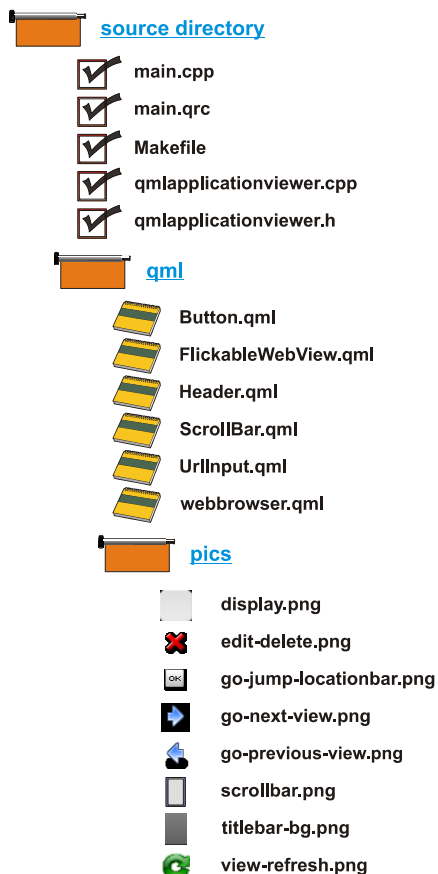 source directory
main.cpp
main.qrc
Makefile
qmlapplicationviewer.cpp
qmlapplicationviewer.h
qml
Button.qml
FlickableWebView.qml
Header.qml
ScrollBar.qml
UrlInput.qml
webbrowser.qml
pics
display.png
edit-delete.png
OK go-jump-locationbar.png
go-next-view.png
go-previous-view.png
scrollbar.png
titlebar-bg.png
view-refresh.png